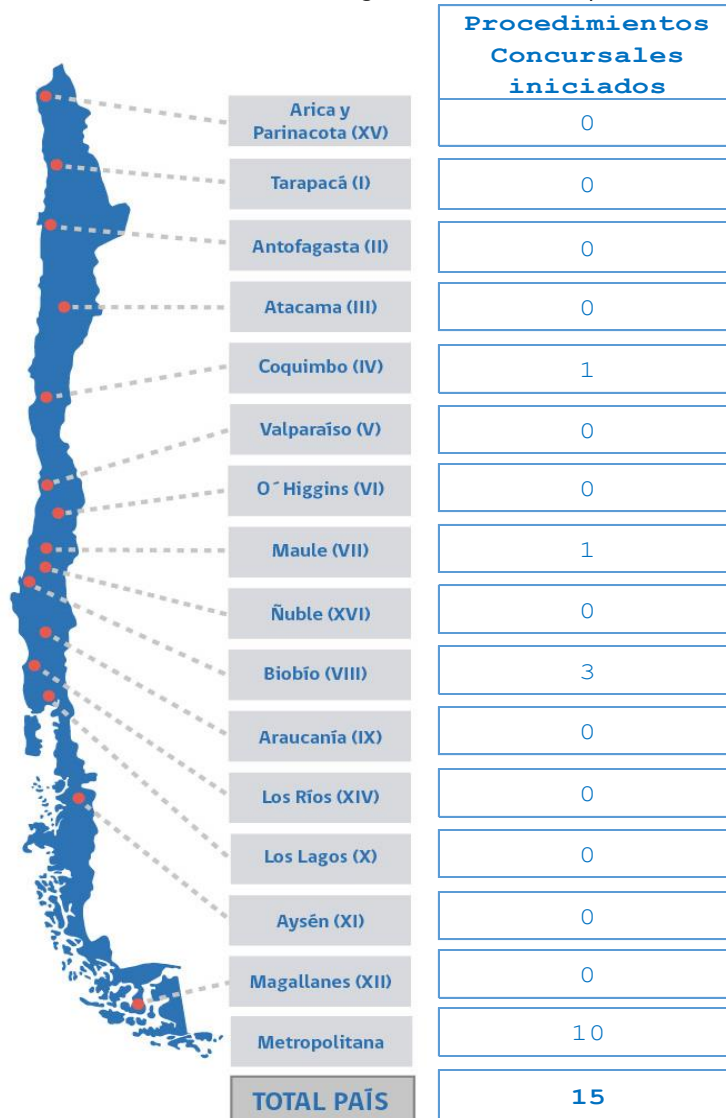 Procedimientos
Concursales
iniciados
Arica y
Parinacota (XV)
0
Tarapacá (I)
0
Antofagasta (II)
0
Atacama (III)
0
Coquimbo (IV)
1
Valparaíso (V)
0
O´Higgins (VI)
0
Maule (VII)
1
Ñuble (XVI)
0
Biobío (VIII)
3
Araucanía (IX)
0
Los Ríos (XIV)
0
Los Lagos (X)
0
Aysén (XI)
0
Magallanes (XII)
0
Metropolitana
10
TOTAL PAÍS
15